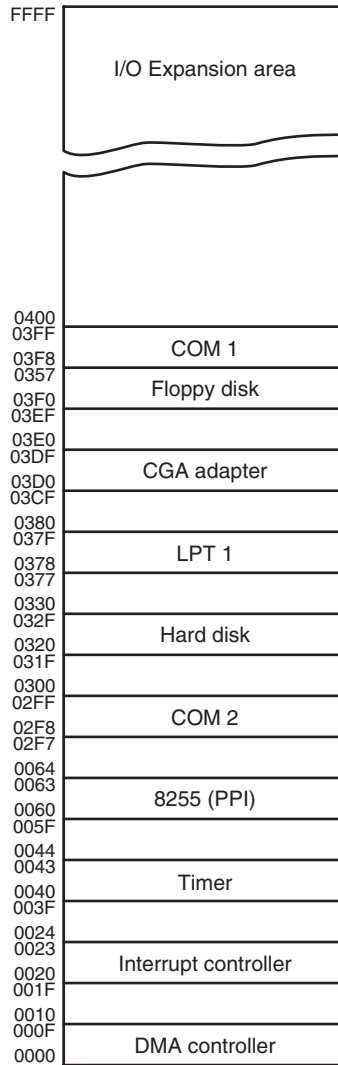 FFFF
I/O Expansion area
0400
03FF
COM 1
03F8
0357
Floppy disk
03F0
03EF
03E0
03DF
CGA adapter
03D0
03CF
0380
037F
LPT 1
0378
0377
0330
032F
Hard disk
0320
031F
0300
02FF
COM 2
02F8
02F7
0064
0063
8255 (PPI)
0060
005F
0044
0043
Timer
0040
003F
0024
0023
Interrupt controller
0020
001F
0010
000F
DMA controller
0000